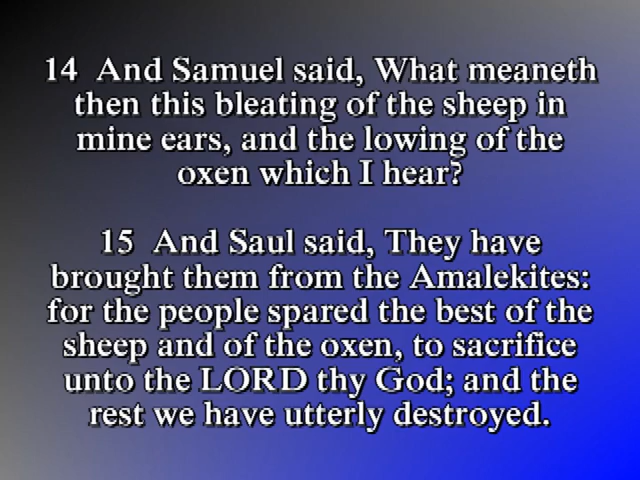 14  And Samuel said, What meaneth
then this bleating of the sheep in
mine ears, and the lowing of the
oxen which I hear?
15  And Saul said, They have
brought them from the Amalekites:
for the people spared the best of the
sheep and of the oxen, to sacrifice
unto the LORD thy God; and the
rest we have utterly destroyed.